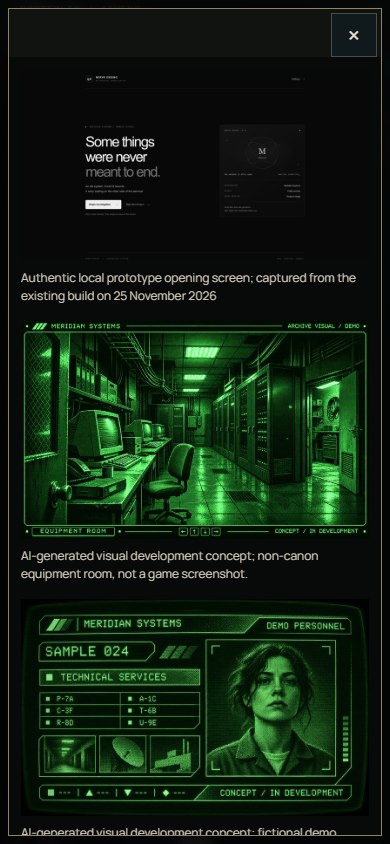 ×
Some things
were never
meant to end.
M
Authentic local prototype opening screen; captured from the
existing build on 25 November 2026
MERIDIAN SYSTEMS
ARCHIVE VISUAL / DEMO
EQUIPMENT ROOM
← ↑ ↓ →
CONCEPT / IN DEVELOPMENT
AI-generated visual development concept; non-canon
equipment room, not a game screenshot.
MERIDIAN SYSTEMS
DEMO PERSONNEL
SAMPLE 024
TECHNICAL SERVICES
P-7A A-1C
C-3F T-6B
R-8D U-9E
CONCEPT / IN DEVELOPMENT
AI-generated visual development concept; fictional demo